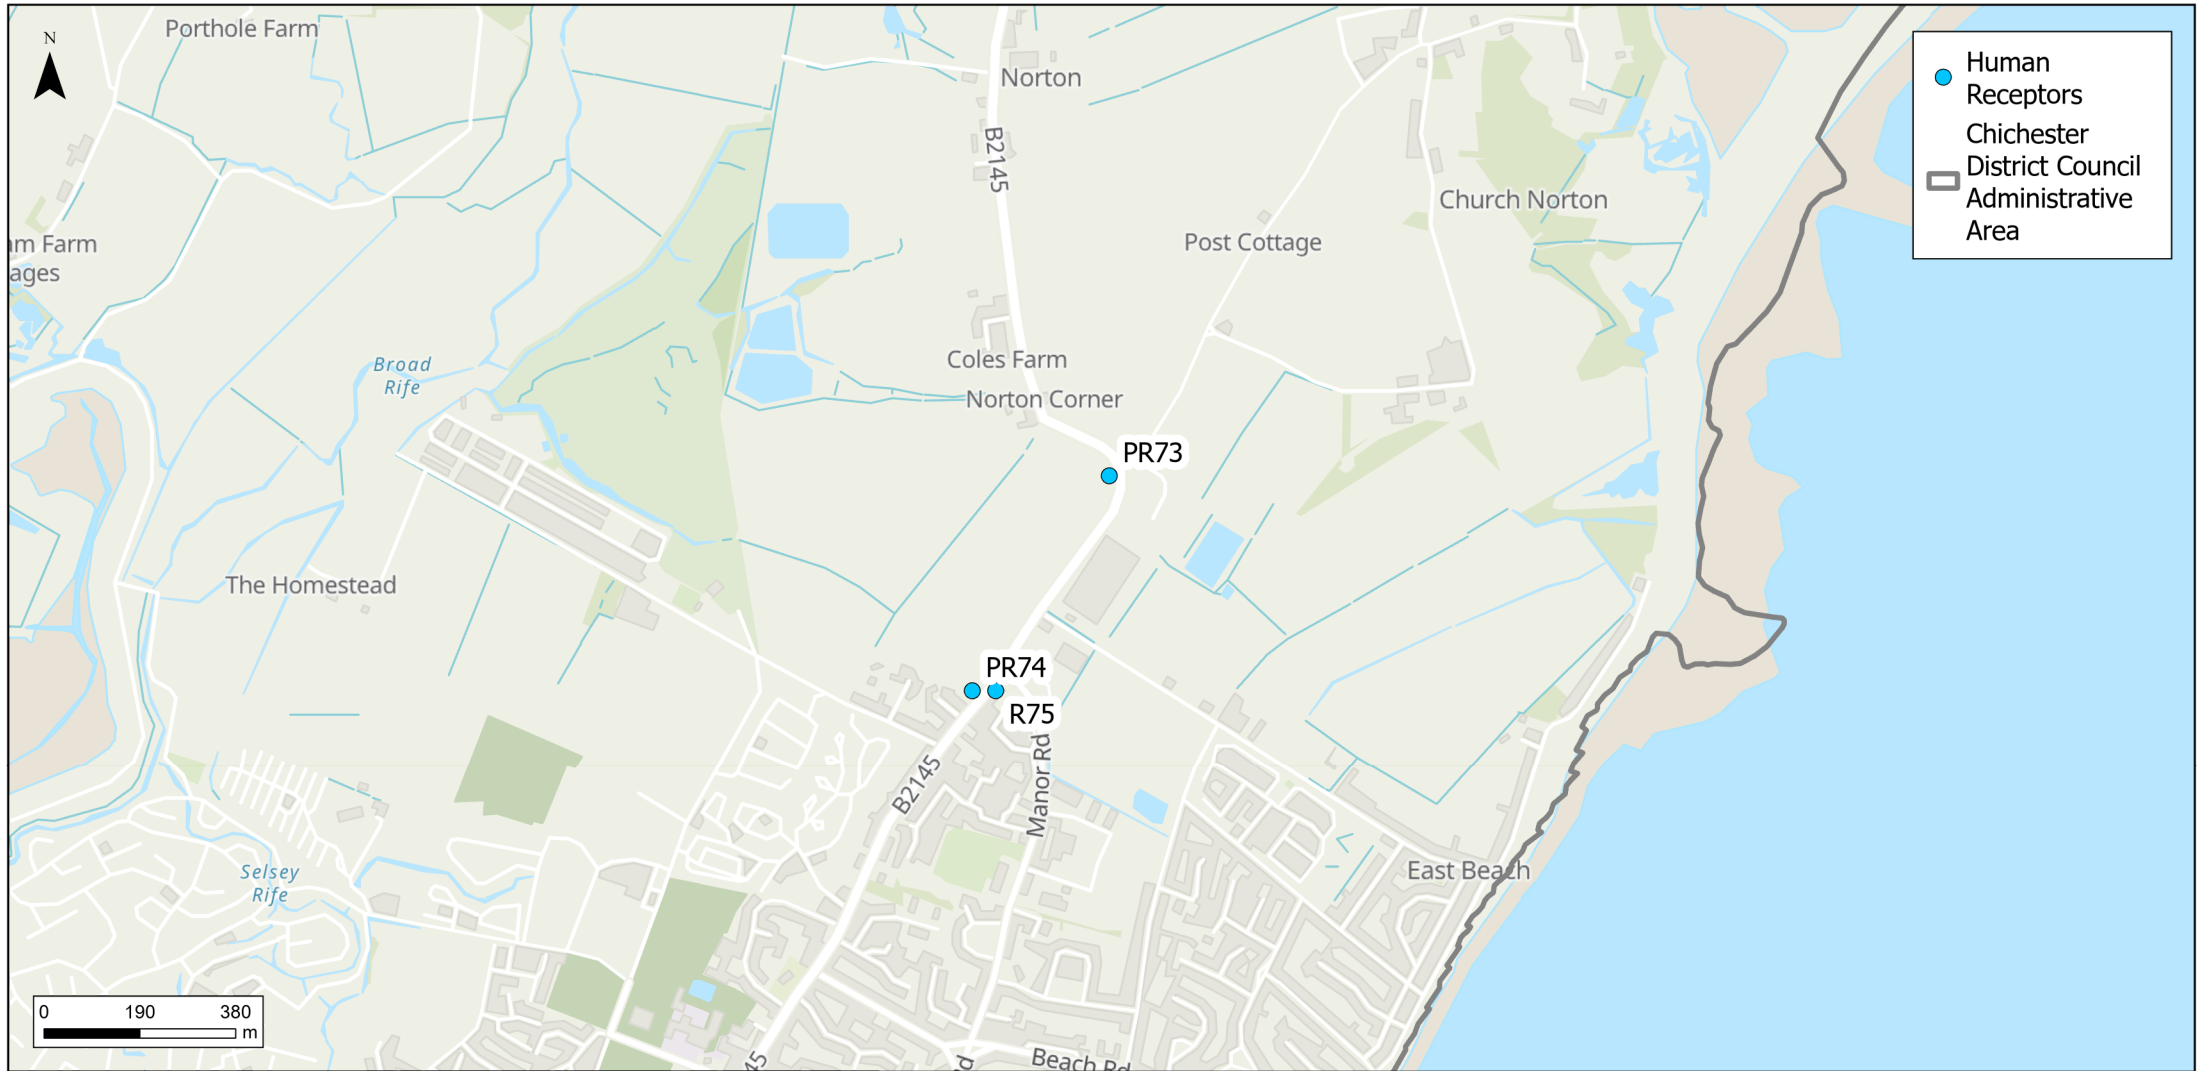 Porthole Farm
N
Norton
B2145
Human
Receptors
Chichester
District Council
Administrative
Area
Church Norton
Post Cottage
am Farm
ages
Broad
Rife
Coles Farm
Norton Corner
PR73
The Homestead
PR74
R75
B2145
Manor Rd
Selsey
Rife
East Beach
0 190 380
m
45
Beach Rd